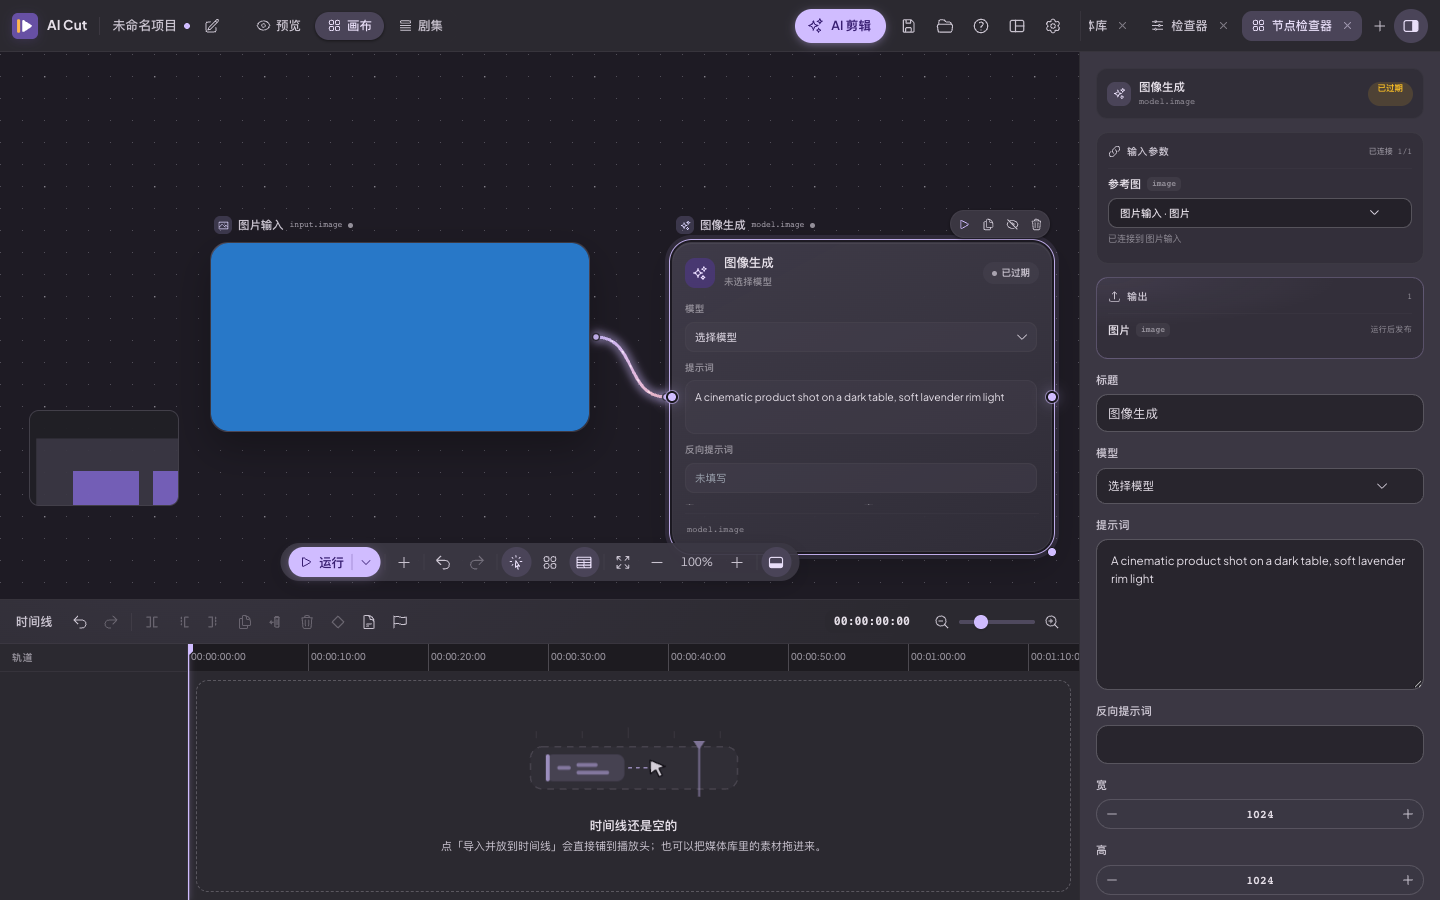 AI Cut
未命名项目
预览
画布
剧集
AI 剪辑
体库
检查器
节点检查器
图片输入 input.image
图像生成 model.image
图像生成
未选择模型
已过期
模型
选择模型
提示词
A cinematic product shot on a dark table, soft lavender rim light
反向提示词
未填写
model.image
运行
100%
图像生成
model.image
已过期
输入参数
已连接 1/1
参考图 image
图片输入 · 图片
已连接到图片输入
输出
1
图片 image
运行后发布
标题
图像生成
模型
选择模型
提示词
A cinematic product shot on a dark table, soft lavender
rim light
反向提示词
宽
1024
高
1024
时间线
00:00:00:00
轨道
00:00:00:00
00:00:10:00
00:00:20:00
00:00:30:00
00:00:40:00
00:00:50:00
00:01:00:00
00:01:10:0
时间线还是空的
点「导入并放到时间线」会直接铺到播放头；也可以把媒体库里的素材拖进来。